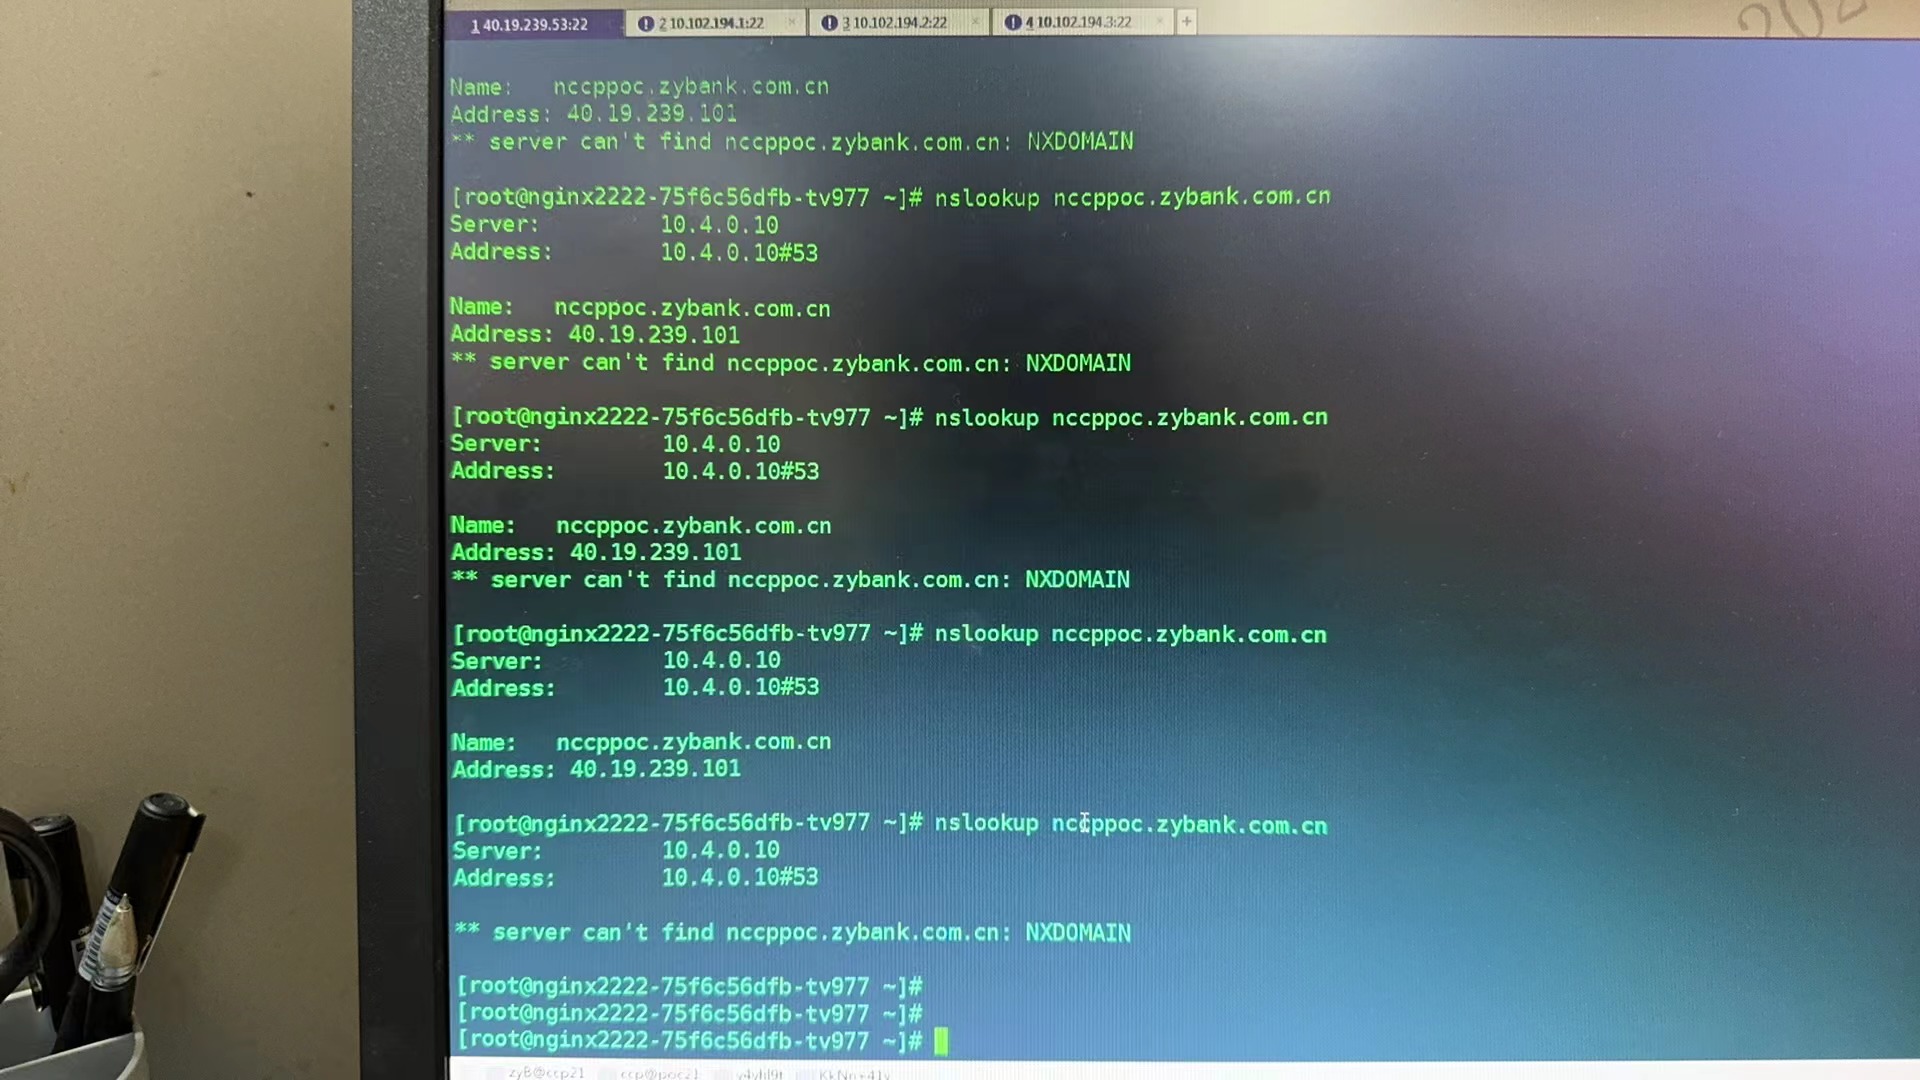 1 40.19.239.53:22
2 10.102.194.1:22
3 10.102.194.2:22
4 10.102.194.3:22
202
Name: nccppoc.zybank.com.cn
Address: 40.19.239.101
** server can't find nccppoc.zybank.com.cn: NXDOMAIN
[root@nginx2222-75f6c56dfb-tv977 ~]# nslookup nccppoc.zybank.com.cn
Server: 10.4.0.10
Address: 10.4.0.10#53
Name: nccppoc.zybank.com.cn
Address: 40.19.239.101
** server can't find nccppoc.zybank.com.cn: NXDOMAIN
[root@nginx2222-75f6c56dfb-tv977 ~]# nslookup nccppoc.zybank.com.cn
Server: 10.4.0.10
Address: 10.4.0.10#53
Name: nccppoc.zybank.com.cn
Address: 40.19.239.101
** server can't find nccppoc.zybank.com.cn: NXDOMAIN
[root@nginx2222-75f6c56dfb-tv977 ~]# nslookup nccppoc.zybank.com.cn
Server: 10.4.0.10
Address: 10.4.0.10#53
Name: nccppoc.zybank.com.cn
Address: 40.19.239.101
[root@nginx2222-75f6c56dfb-tv977 ~]# nslookup nccppoc.zybank.com.cn
Server: 10.4.0.10
Address: 10.4.0.10#53
** server can't find nccppoc.zybank.com.cn: NXDOMAIN
[root@nginx2222-75f6c56dfb-tv977 ~]#
[root@nginx2222-75f6c56dfb-tv977 ~]#
[root@nginx2222-75f6c56dfb-tv977 ~]#
zyB@ccp21 ccp@poc21